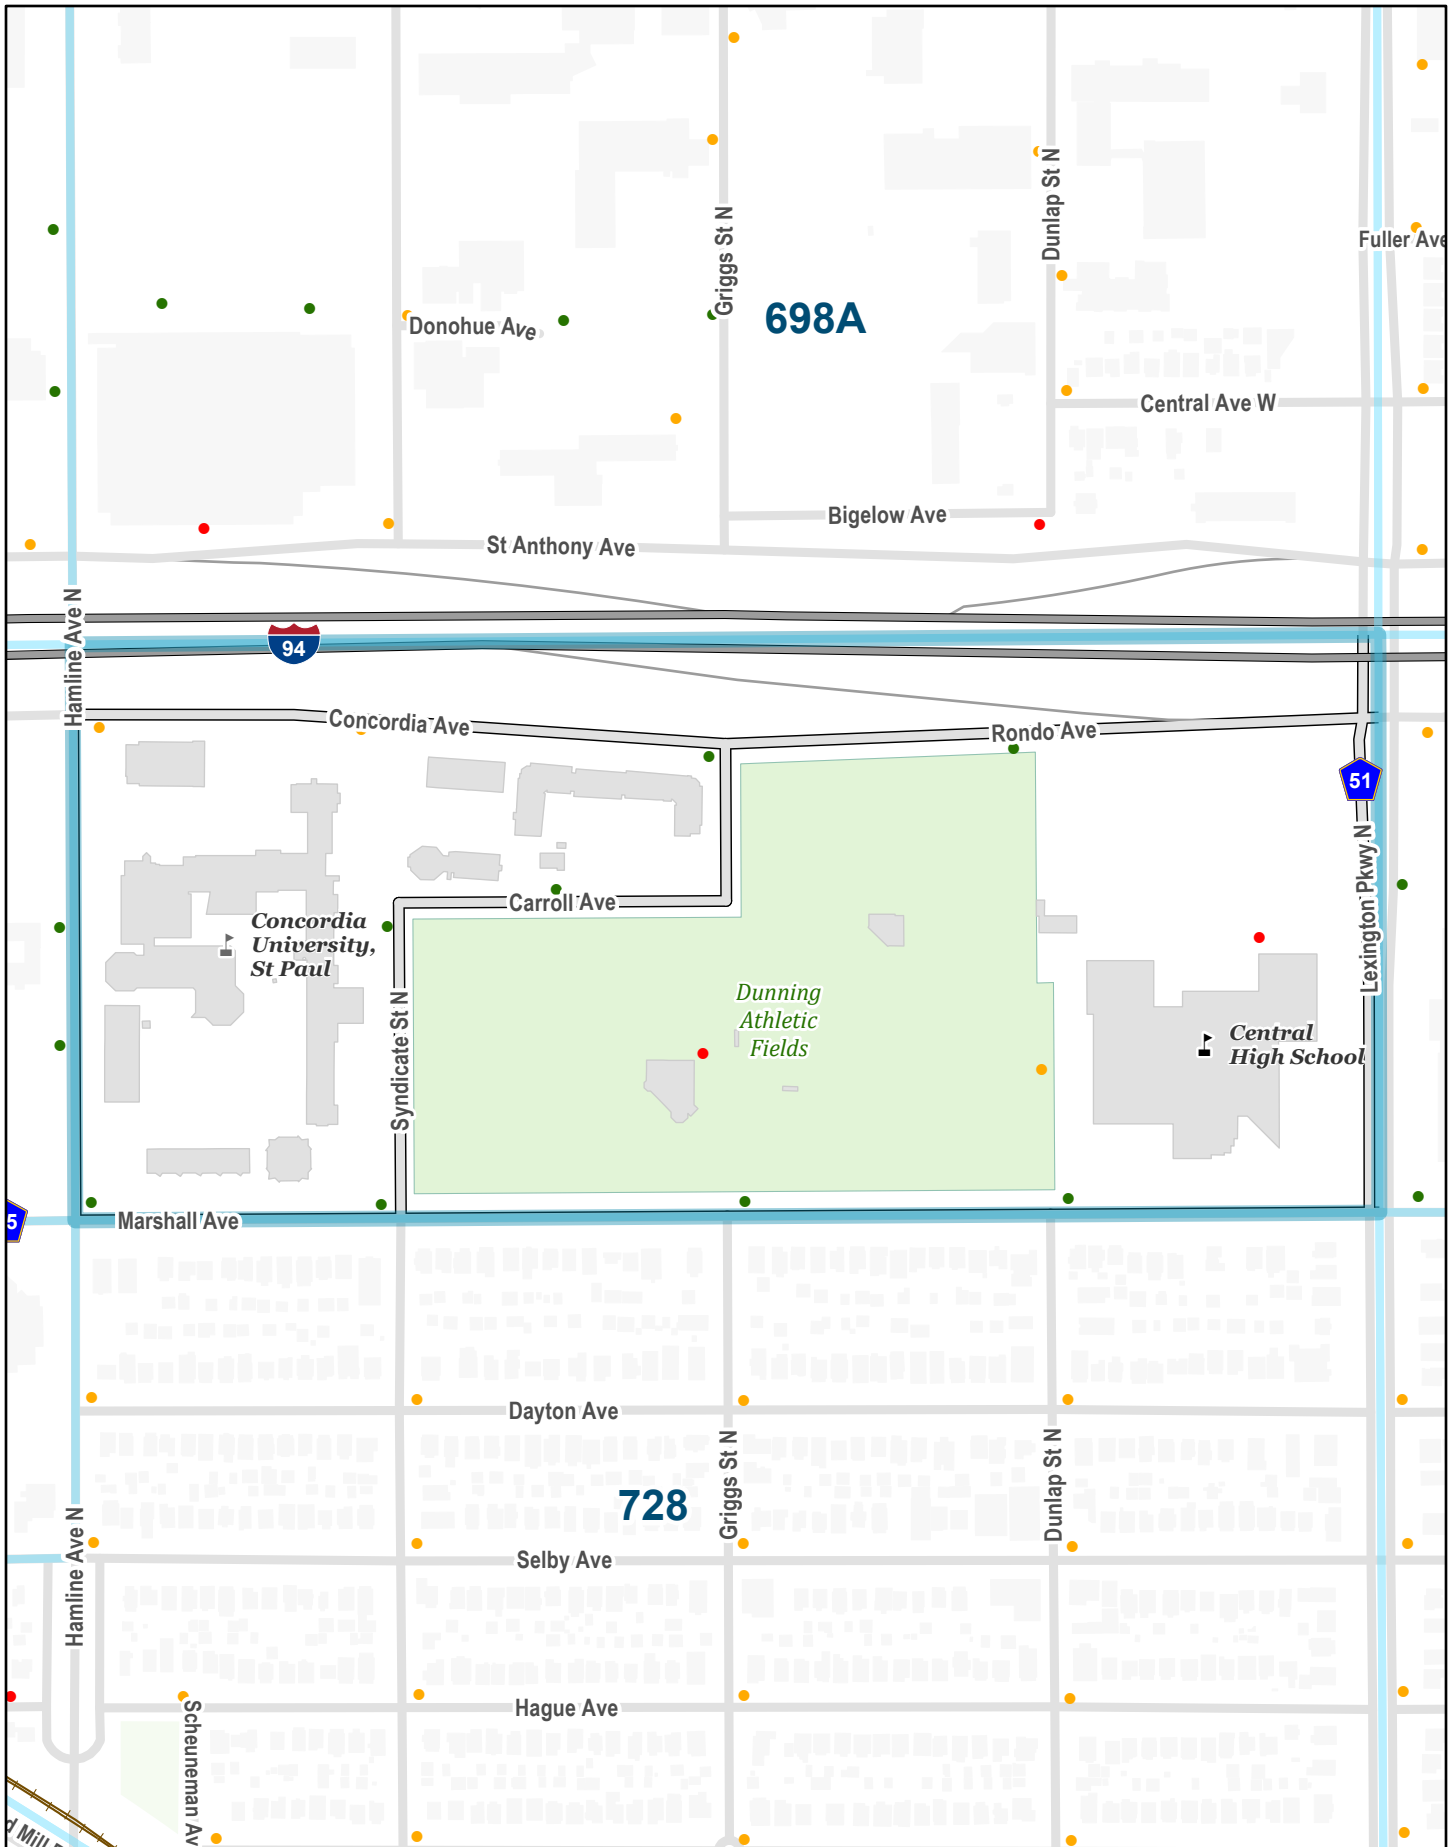 Fuller Ave
Griggs St N
Dunlap St N
698A
Donohue Ave
Central Ave W
Bigelow Ave
St Anthony Ave
Hamline Ave N
94
Concordia Ave
Rondo Ave
51
Lexington Pkwy N
Carroll Ave
Concordia
University,
St Paul
Syndicate St N
Dunning
Athletic
Fields
Central
High School
5
Marshall Ave
Dayton Ave
Griggs St N
Dunlap St N
728
Hamline Ave N
Selby Ave
Hague Ave
Scheuneman Av
d Mill